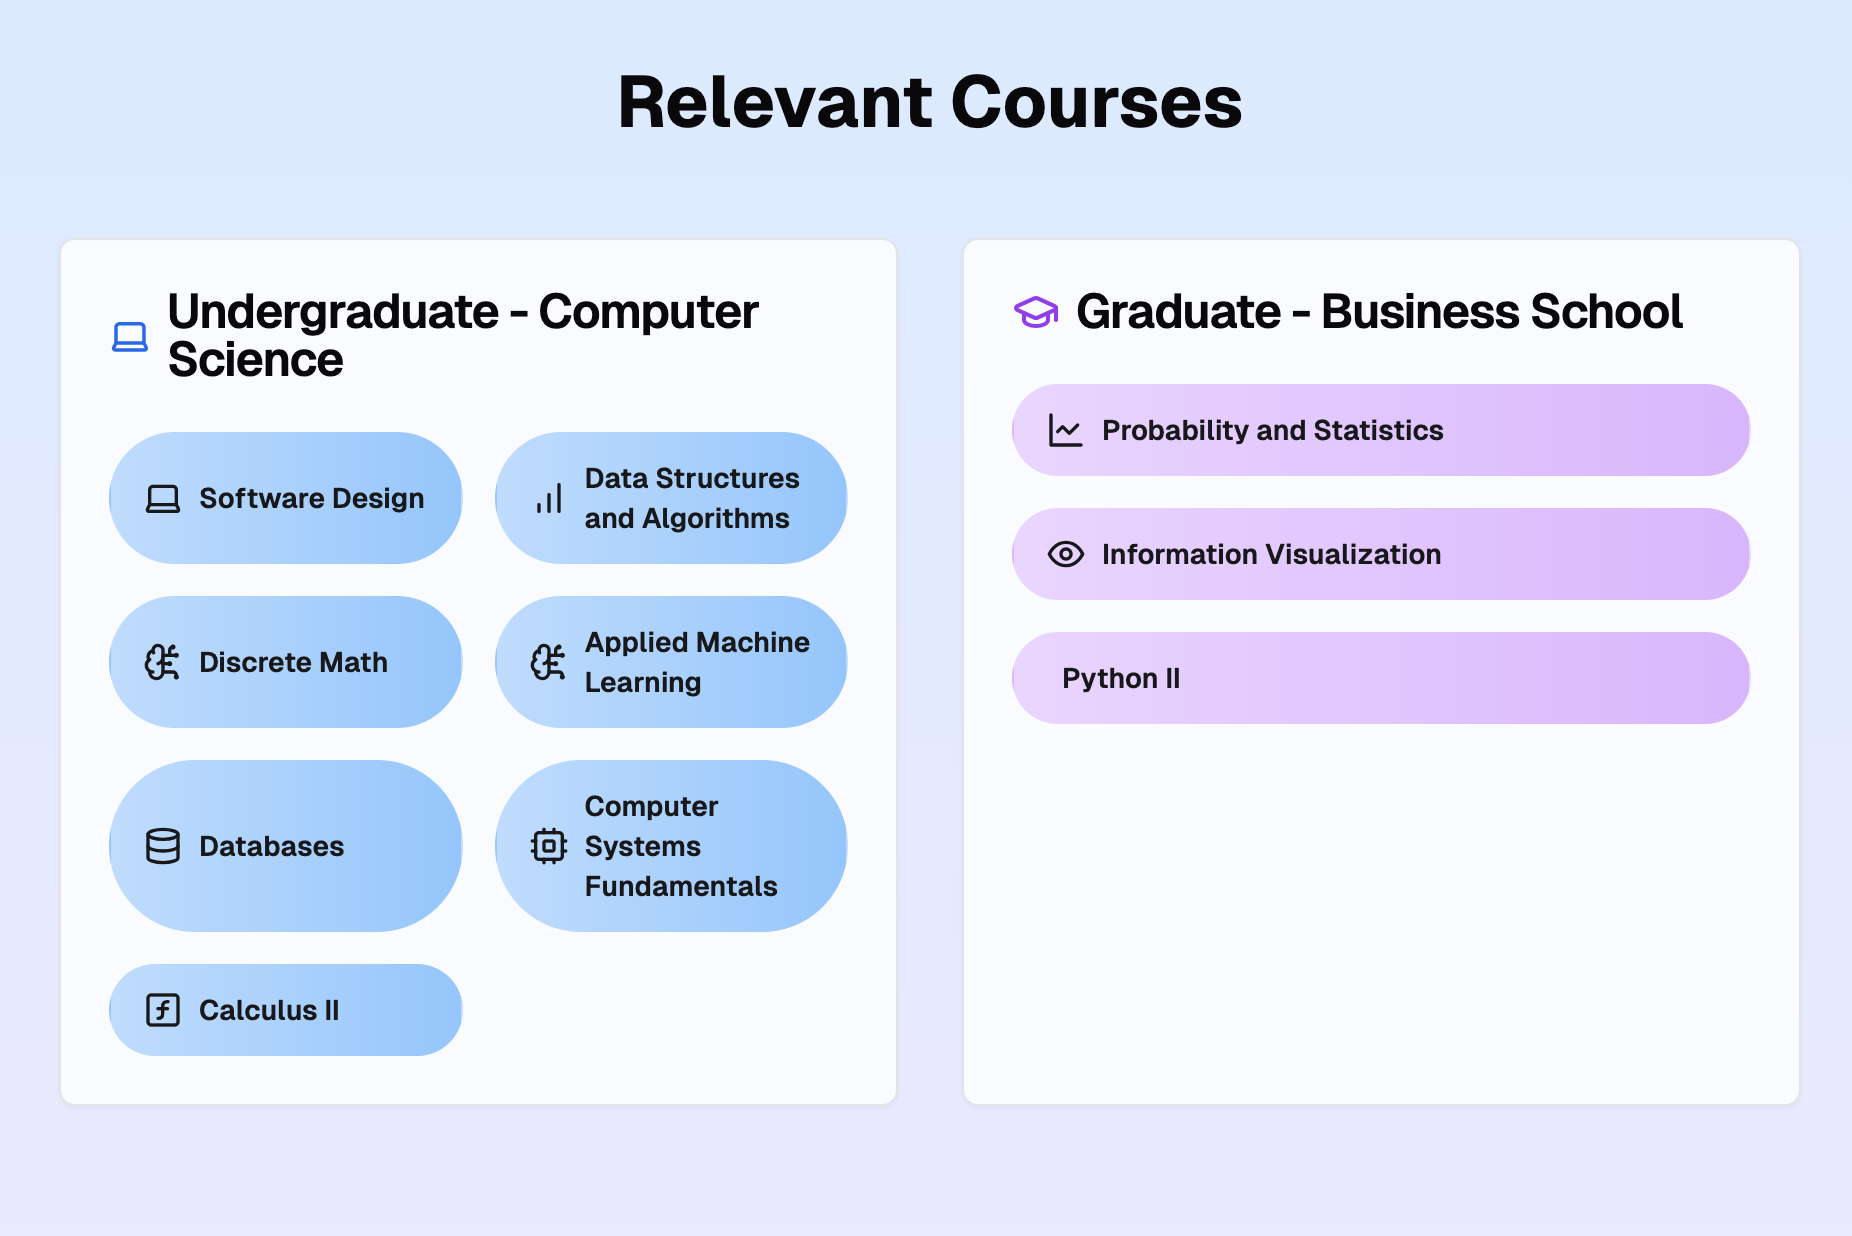 Relevant Courses
Undergraduate - Computer
Science
Software Design
Data Structures
and Algorithms
Discrete Math
Applied Machine
Learning
Databases
Computer
Systems
Fundamentals
Calculus II
Graduate - Business School
Probability and Statistics
Information Visualization
Python II